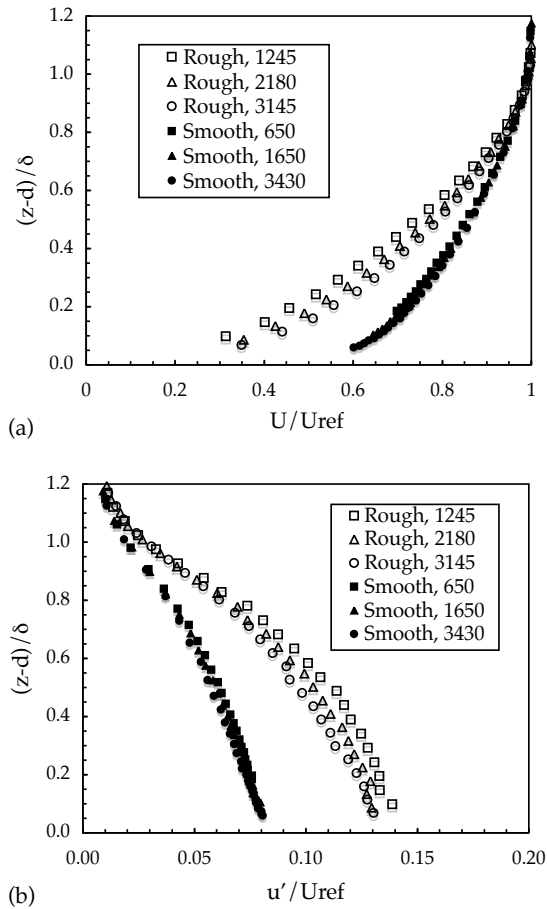 1.2
1.0
0.8
0.6
0.4
0.2
0.0
(z-d)/δ
Rough, 1245
Rough, 2180
Rough, 3145
Smooth, 650
Smooth, 1650
Smooth, 3430
0 0.2 0.4 0.6 0.8 1
U/Uref
(a)
1.2
1.0
0.8
0.6
0.4
0.2
0.0
(z-d)/δ
Rough, 1245
Rough, 2180
Rough, 3145
Smooth, 650
Smooth, 1650
Smooth, 3430
0.00 0.05 0.10 0.15 0.20
u'/Uref
(b)